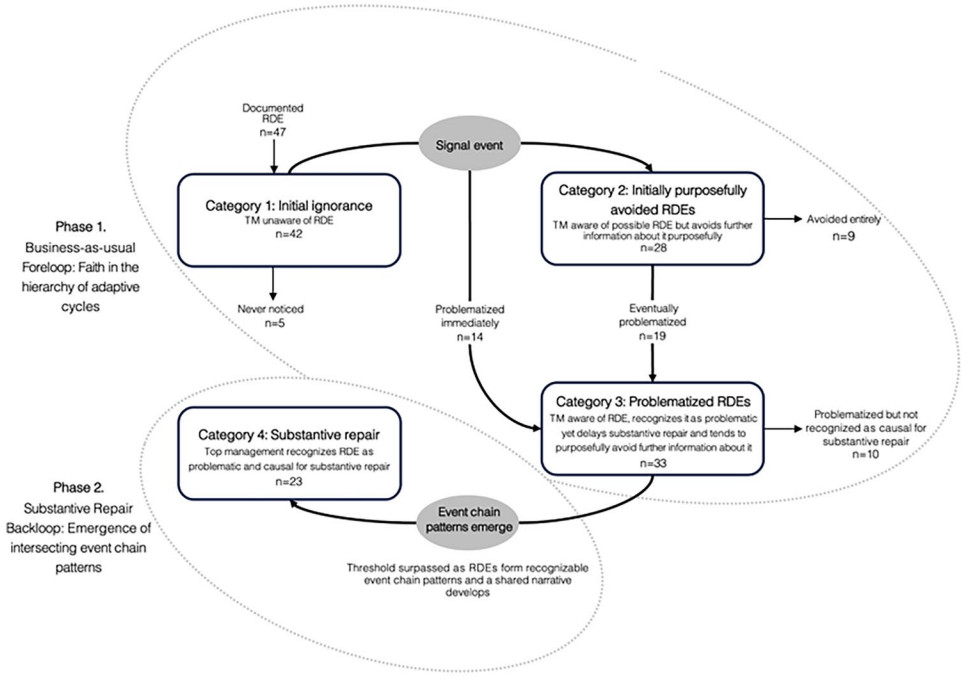 Documented
RDE
n=47
Signal event
Category 1: Initial ignorance
TM unaware of RDE
n=42
Category 2: Initially purposefully
avoided RDEs
TM aware of possible RDE but avoids further
information about it purposefully
n=28
Avoided entirely
n=9
Phase 1.
Business-as-usual
Foreloop: Faith in the
hierarchy of adaptive
cycles
Never noticed
n=5
Problematized
immediately
n=14
Eventually
problematized
n=19
Category 3: Problematized RDEs
TM aware of RDE, recognizes it as problematic
yet delays substantive repair and tends to
purposefully avoid further information about it
n=33
Problematized but not
recognized as causal for
substantive repair
n=10
Category 4: Substantive repair
Top management recognizes RDE as
problematic and causal for substantive repair
n=23
Phase 2.
Substantive Repair
Backloop: Emergence of
intersecting event chain
patterns
Event chain
patterns emerge
Threshold surpassed as RDEs form recognizable
event chain patterns and a shared narrative
develops